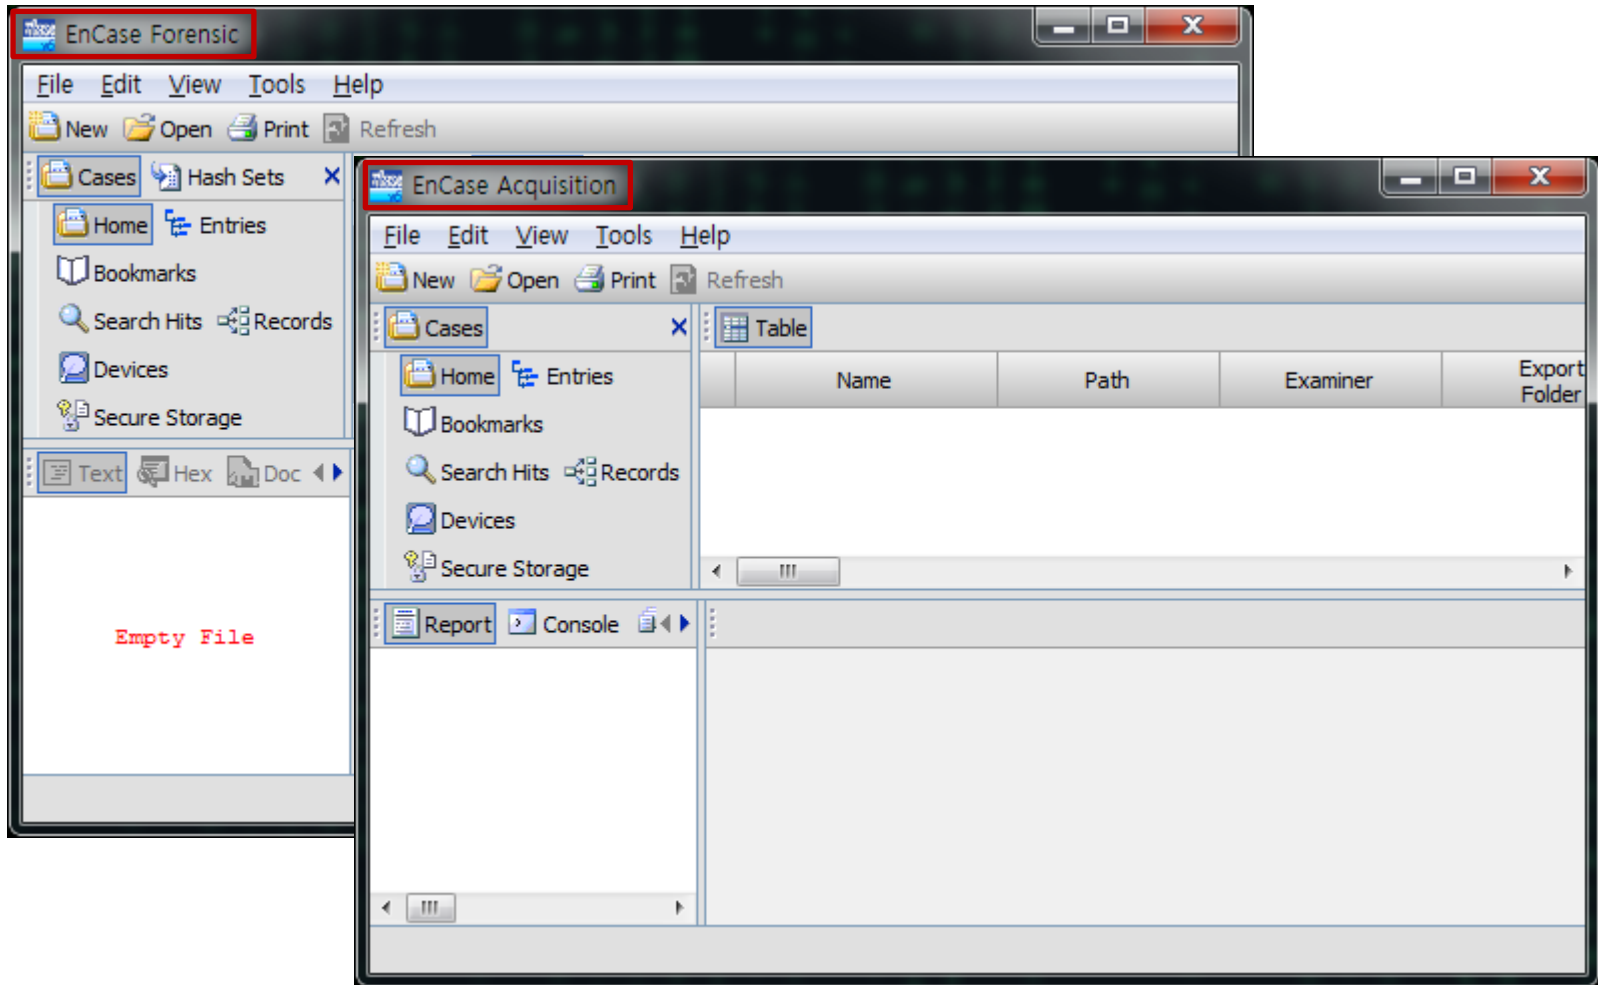 EnCase Forensic
File Edit View Tools Help
New Open Print Refresh
Cases Hash Sets
Home Entries
Bookmarks
Search Hits Records
Devices
Secure Storage
Text Hex Doc
Empty File
EnCase Acquisition
File Edit View Tools Help
New Open Print Refresh
Cases
Table
Home Entries
Bookmarks
Search Hits Records
Devices
Secure Storage
Name Path Examiner Export
Folder
Report Console